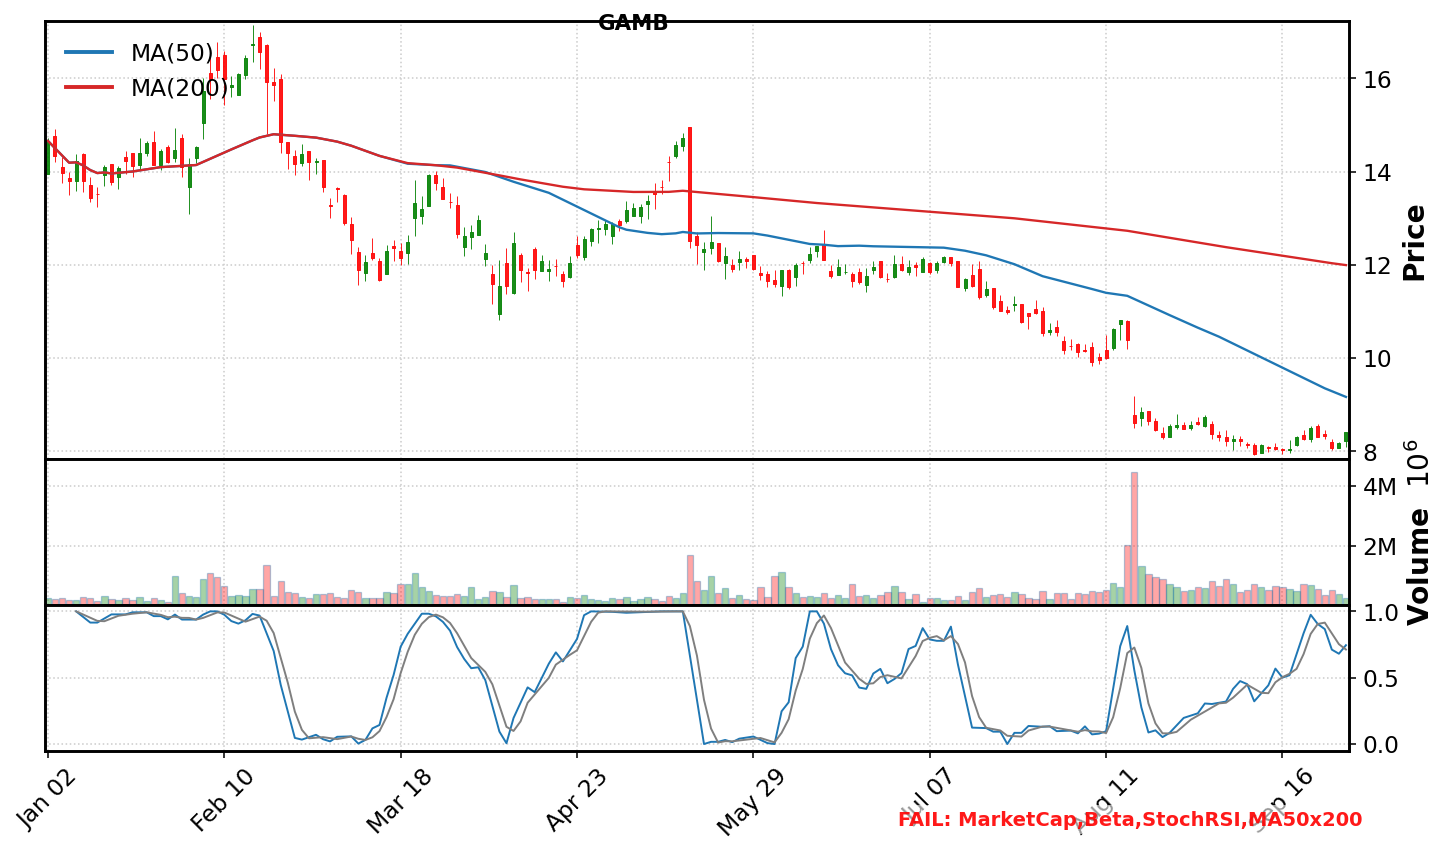 GAMB
MA(50)
MA(200)
16
14
12
10
8
Price
4M
2M
Volume 10⁶
1.0
0.5
0.0
Jan 02
Feb 10
Mar 18
Apr 23
May 29
Jul 07
Aug 11
Sep 16
FAIL: MarketCap,Beta,StochRSI,MA50x200